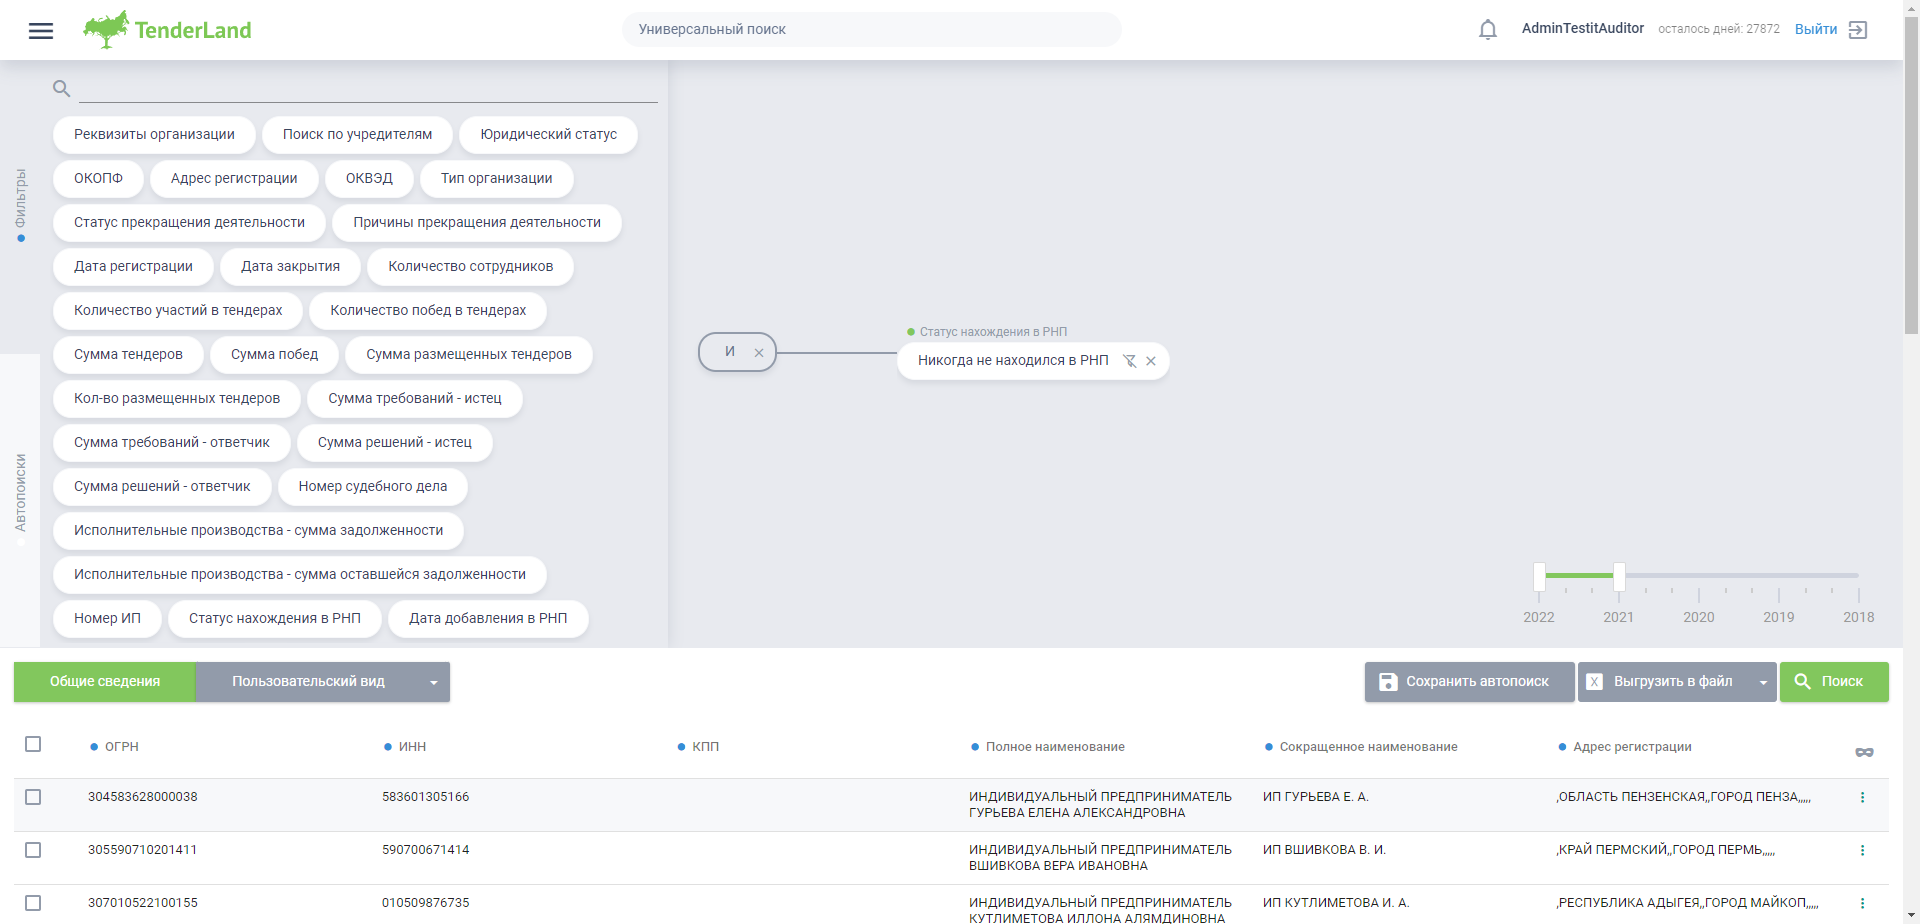 TenderLand
Универсальный поиск
AdminTestitAuditor
осталось дней: 27872
Выйти
Фильтры
Автопоиски
Реквизиты организации
Поиск по учредителям
Юридический статус
ОКОПФ
Адрес регистрации
ОКВЭД
Тип организации
Статус прекращения деятельности
Причины прекращения деятельности
Дата регистрации
Дата закрытия
Количество сотрудников
Количество участий в тендерах
Количество побед в тендерах
Сумма тендеров
Сумма побед
Сумма размещенных тендеров
Кол-во размещенных тендеров
Сумма требований - истец
Сумма требований - ответчик
Сумма решений - истец
Сумма решений - ответчик
Номер судебного дела
Исполнительные производства - сумма задолженности
Исполнительные производства - сумма оставшейся задолженности
Номер ИП
Статус нахождения в РНП
Дата добавления в РНП
И
Статус нахождения в РНП
Никогда не находился в РНП
2022 2021 2020 2019 2018
Общие сведения
Пользовательский вид
Сохранить автопоиск
Выгрузить в файл
Поиск
ОГРН ИНН КПП Полное наименование Сокращенное наименование Адрес регистрации
304583628000038 583601305166 ИНДИВИДУАЛЬНЫЙ ПРЕДПРИНИМАТЕЛЬ ИП ГУРЬЕВА Е. А. ,ОБЛАСТЬ ПЕНЗЕНСКАЯ,,ГОРОД ПЕНЗА,,,,,
ГУРЬЕВА ЕЛЕНА АЛЕКСАНДРОВНА
305590710201411 590700671414 ИНДИВИДУАЛЬНЫЙ ПРЕДПРИНИМАТЕЛЬ ИП ВШИВКОВА В. И. ,КРАЙ ПЕРМСКИЙ,,ГОРОД ПЕРМЬ,,,,,
ВШИВКОВА ВЕРА ИВАНОВНА
307010522100155 010509876735 ИНДИВИДУАЛЬНЫЙ ПРЕДПРИНИМАТЕЛЬ ИП КУТЛИМЕТОВА И. А. ,РЕСПУБЛИКА АДЫГЕЯ,,ГОРОД МАЙКОП,,,,,
КУТЛИМЕТОВА ИЛЛОНА АЛЯМДИНОВНА